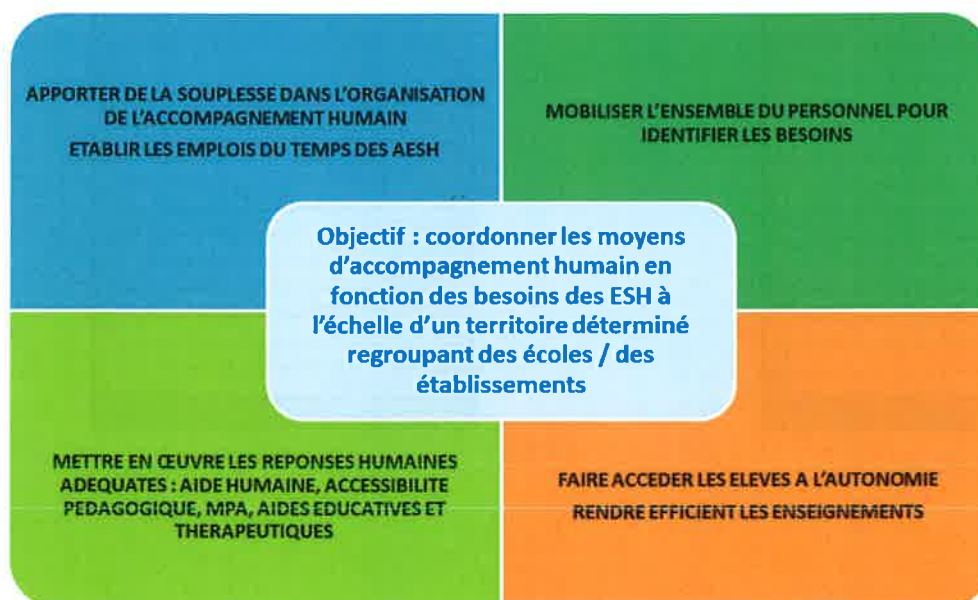 APPORTER DE LA SOUPLESSE DANS L'ORGANISATION
DE L'ACCOMPAGNEMENT HUMAIN
ETABLIR LES EMPLOIS DU TEMPS DES AESH
MOBILISER L'ENSEMBLE DU PERSONNEL POUR
IDENTIFIER LES BESOINS
Objectif : coordonner les moyens
d'accompagnement humain en
fonction des besoins des ESH à
l'échelle d'un territoire déterminé
regroupant des écoles / des
établissements
METTRE EN ŒUVRE LES REPONSES HUMAINES
ADEQUATES : AIDE HUMAINE, ACCESSIBILITE
PEDAGOGIQUE, MPA, AIDES EDUCATIVES ET
THERAPEUTIQUES
FAIRE ACCEDER LES ELEVES A L'AUTONOMIE
RENDRE EFFICIENT LES ENSEIGNEMENTS